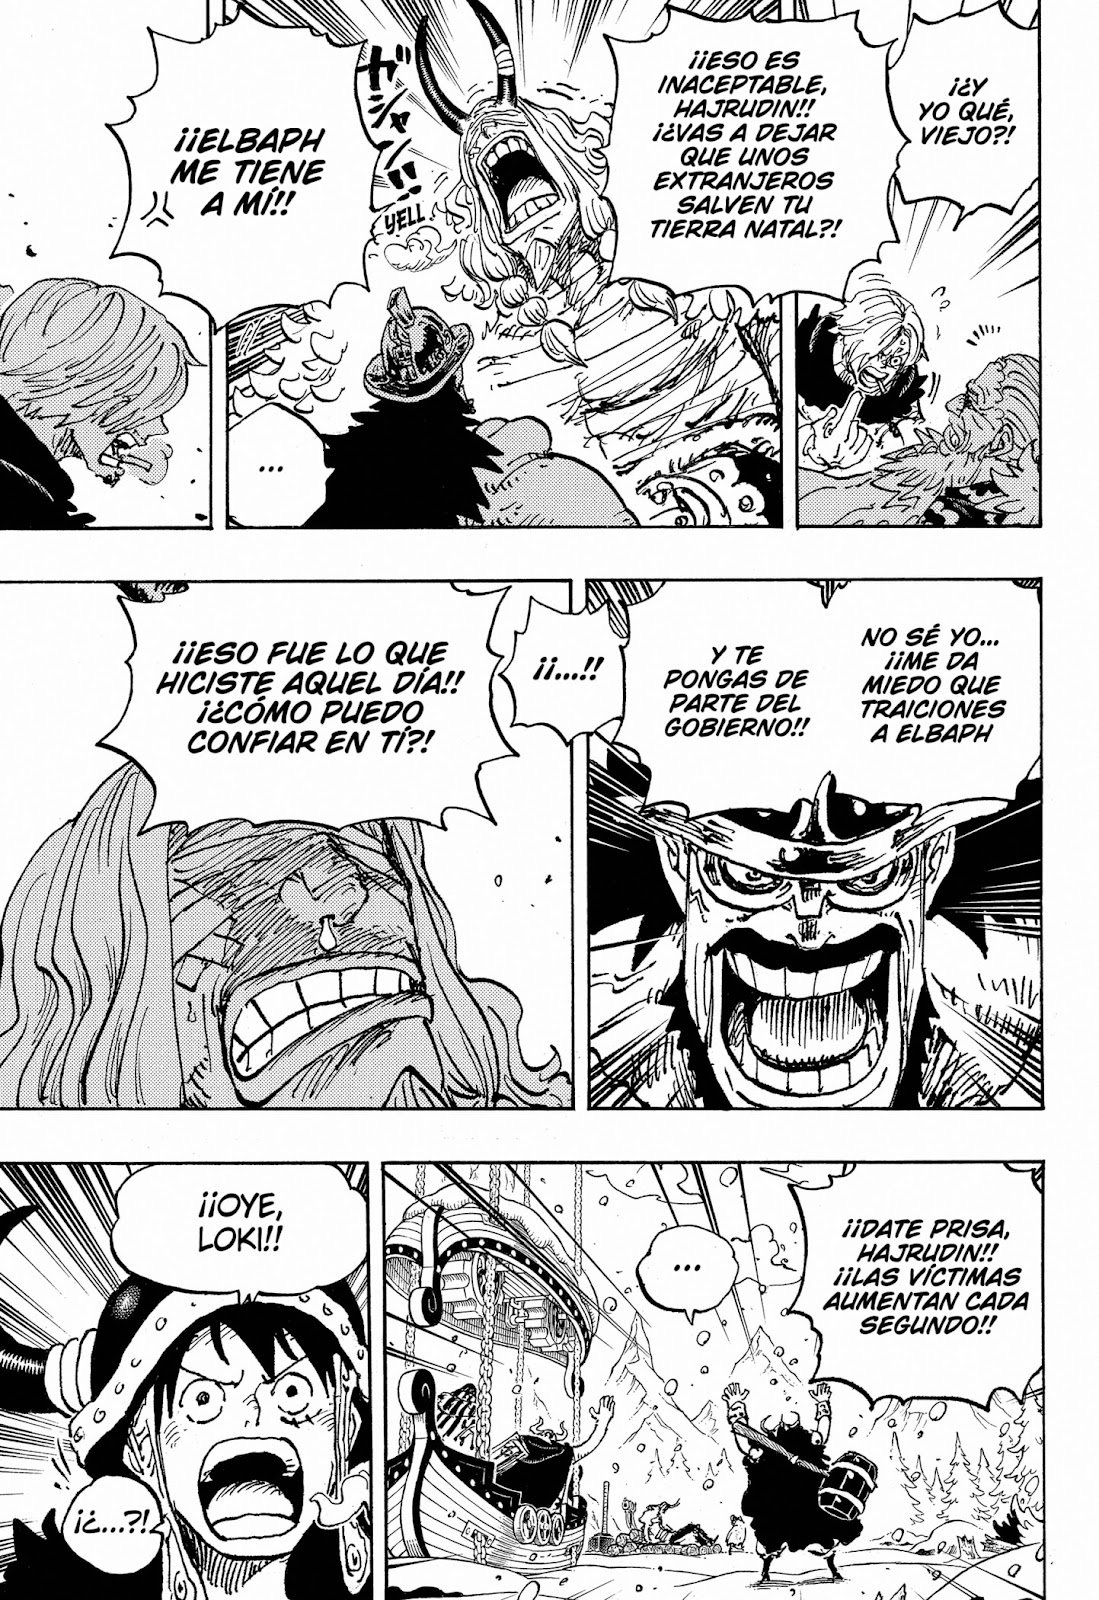 ¡¿Y
YO QUÉ,
VIEJO?!
¡¡ESO ES
INACEPTABLE,
HAJRUDIN!!
¡¿VAS A DEJAR
QUE UNOS
EXTRANJEROS
SALVEN TU
TIERRA NATAL?!
ガシャン!!
YELL
...
¡¡ELBAPH
ME TIENE
A MÍ!!
NO SÉ YO...
¡¡ME DA
MIEDO QUE
TRAICIONES
A ELBAPH
Y TE
PONGAS DE
PARTE DEL
GOBIERNO!!
¡¡...!!
¡¡ESO FUE LO QUE
HICISTE AQUEL DÍA!!
¡¿CÓMO PUEDO
CONFIAR EN TÍ?!
¡¡DATE PRISA,
HAJRUDIN!!
¡¡LAS VÍCTIMAS
AUMENTAN CADA
SEGUNDO!!
...
¡¡OYE,
LOKI!!
¡¿...?!